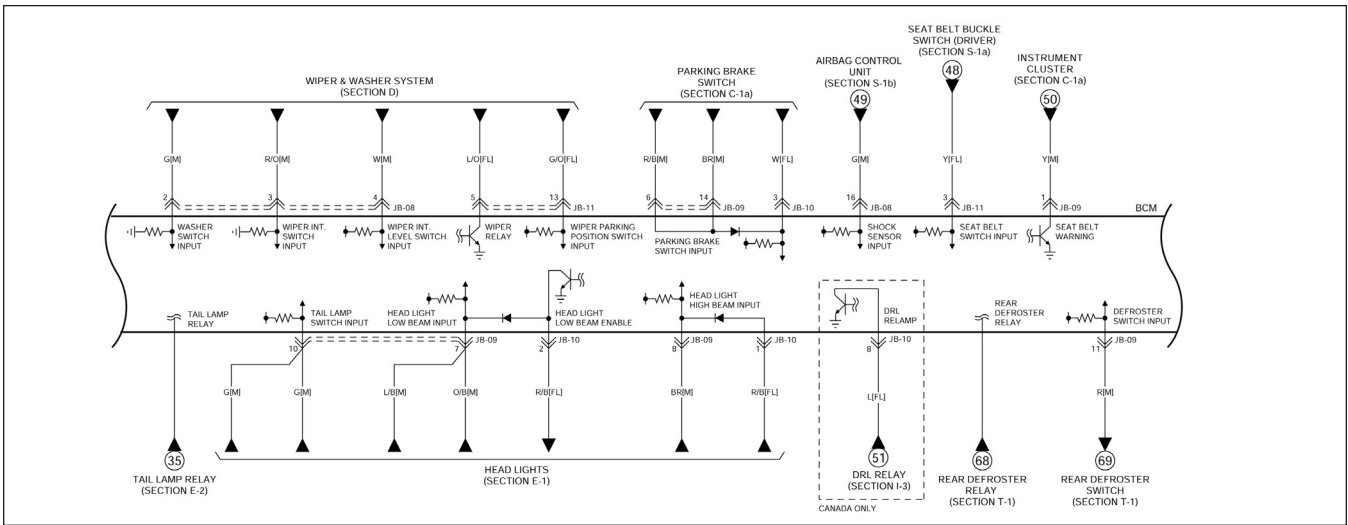 SEAT BELT BUCKLE
SWITCH (DRIVER)
(SECTION S-1a)
48
AIRBAG CONTROL
UNIT
(SECTION S-1b)
49
INSTRUMENT
CLUSTER
(SECTION C-1a)
50
WIPER & WASHER SYSTEM
(SECTION D)
PARKING BRAKE
SWITCH
(SECTION C-1a)
G[M] R/O[M] W[M] L/O[FL] G/O[FL] R/B[M] BR[M] W[FL] G[M] Y[FL] Y[M]
2 3 4 JB-08 5 13 JB-11 6 14 JB-09 3 JB-10 16 JB-08 3 JB-11 1 JB-09 BCM
WASHER
SWITCH
INPUT
WIPER INT.
SWITCH
INPUT
WIPER INT.
LEVEL SWITCH
INPUT
WIPER
RELAY
WIPER PARKING
POSITION SWITCH
INPUT
PARKING BRAKE
SWITCH INPUT
SHOCK
SENSOR
INPUT
SEAT BELT
SWITCH INPUT
SEAT BELT
WARNING
TAIL LAMP
RELAY
TAIL LAMP
SWITCH INPUT
HEAD LIGHT
LOW BEAM INPUT
HEAD LIGHT
LOW BEAM ENABLE
HEAD LIGHT
HIGH BEAM INPUT
DRL
RELAMP
REAR
DEFROSTER
RELAY
DEFROSTER
SWITCH INPUT
10 7 JB-09 2 JB-10 8 JB-09 1 JB-10 8 JB-10 11 JB-09
G[M] G[M] L/B[M] O/B[M] R/B[FL] BR[M] R/B[FL] L[FL] R[M]
35
TAIL LAMP RELAY
(SECTION E-2)
HEAD LIGHTS
(SECTION E-1)
51
DRL RELAY
(SECTION I-3)
CANADA ONLY
68
REAR DEFROSTER
RELAY
(SECTION T-1)
69
REAR DEFROSTER
SWITCH
(SECTION T-1)